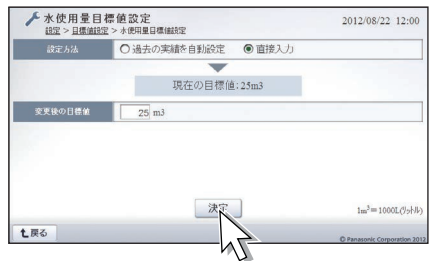 水使用量目標値設定
2012/08/22 12:00
設定 > 目標値設定 > 水使用量目標値設定
設定方法 過去の実績を自動設定 直接入力
現在の目標値:25m3
変更後の目標値 25 m3
決定
1m³＝1000L(リットル)
戻る
© Panasonic Corporation 2012